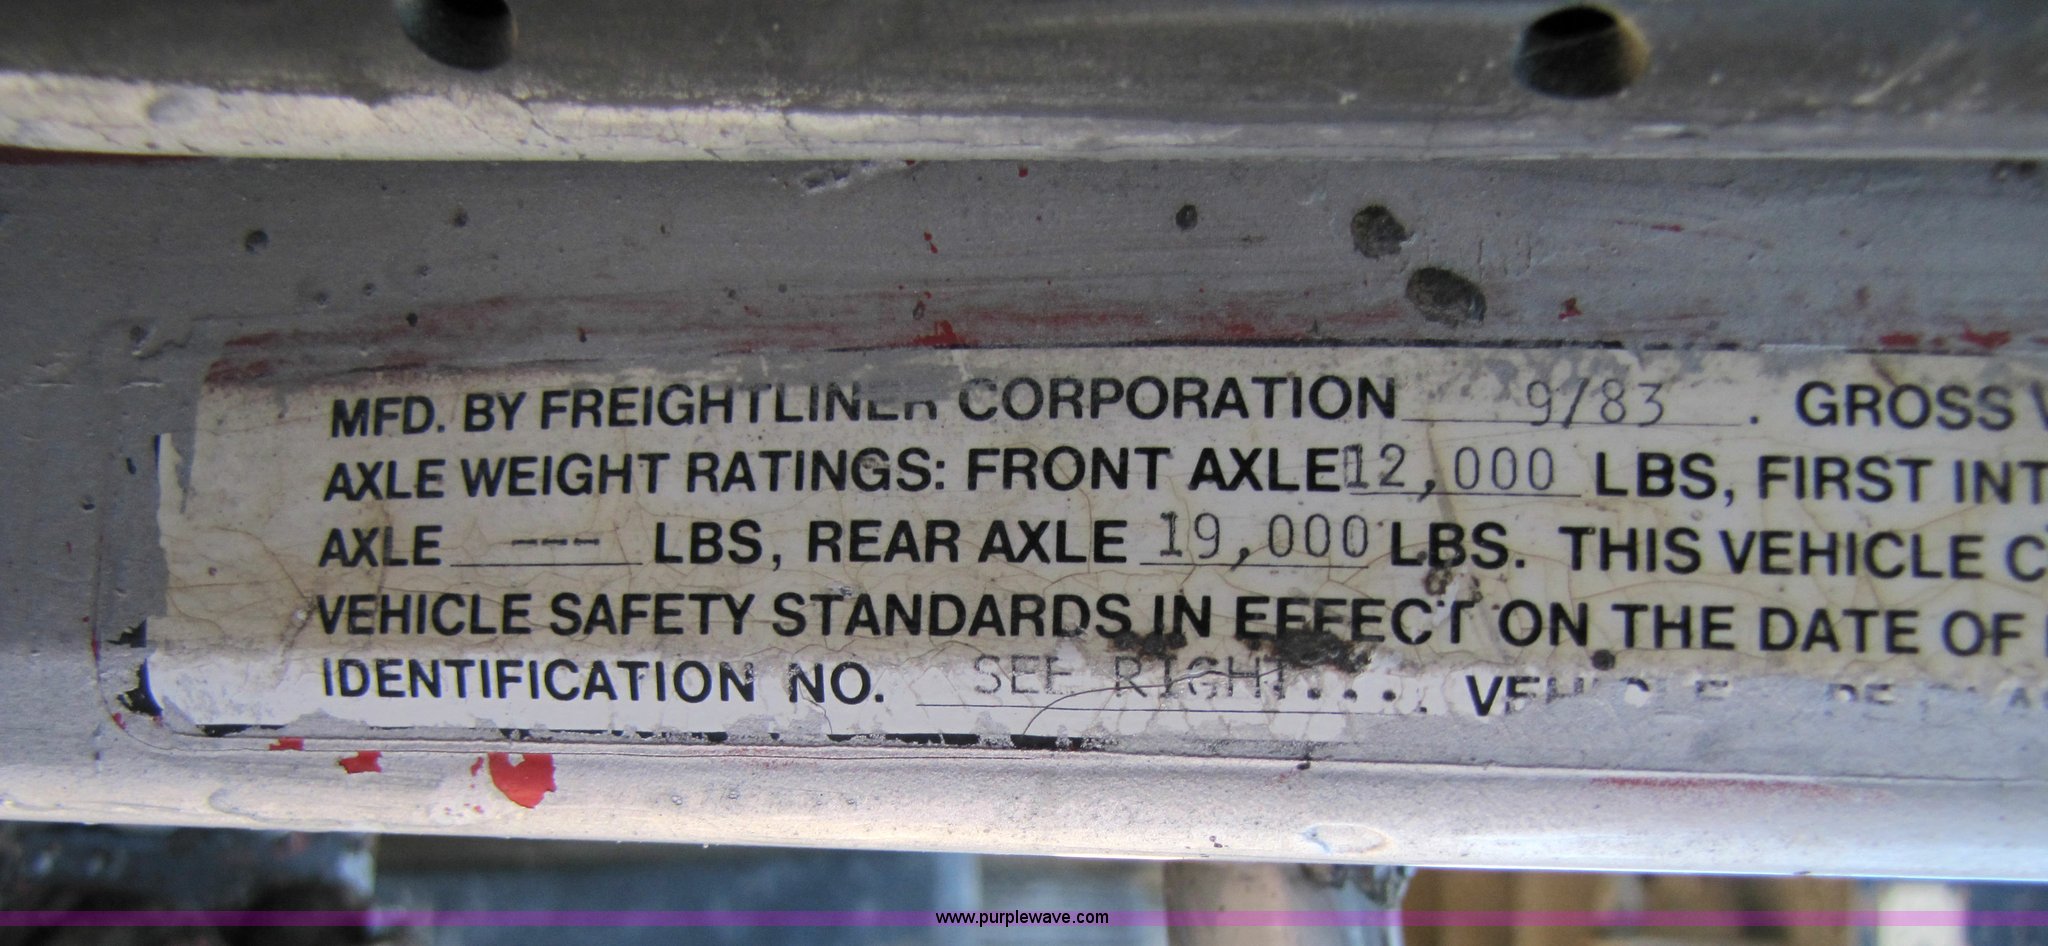 MFD. BY FREIGHTLINER CORPORATION 9/83 . GROSS
AXLE WEIGHT RATINGS: FRONT AXLE 12,000 LBS, FIRST INT
AXLE --- LBS, REAR AXLE 19,000 LBS. THIS VEHICLE C
VEHICLE SAFETY STANDARDS IN EFFECT ON THE DATE OF
IDENTIFICATION NO. SEE RIGHT.... VEHICLE
www.purplewave.com